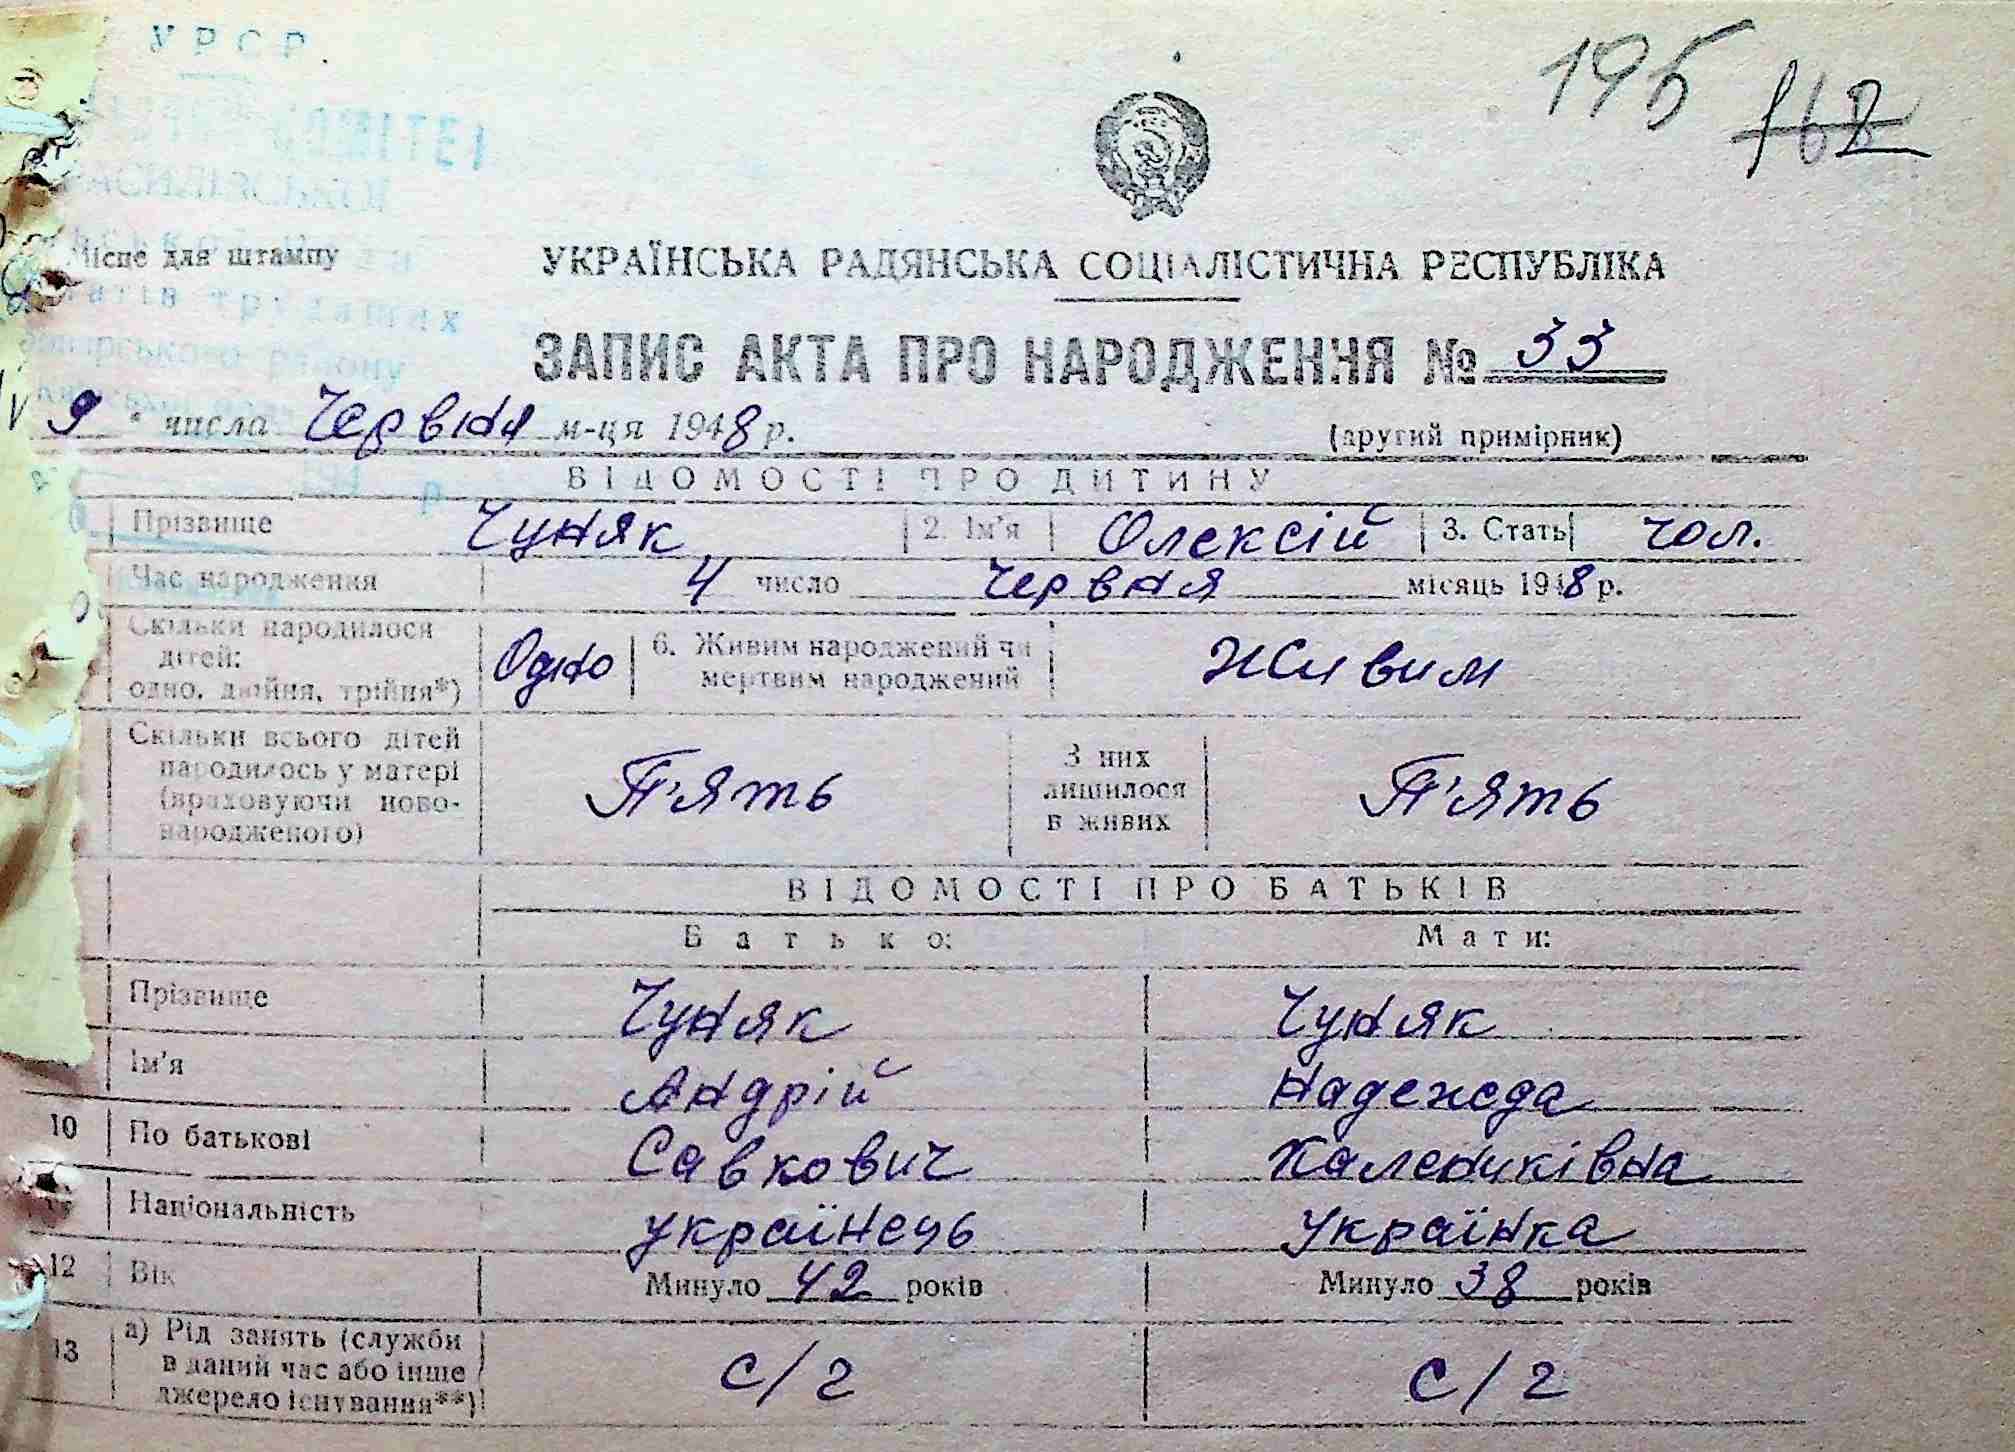 У Р С Р.
КОМІТЕТ
195
162
Місце для штампу
УКРАЇНСЬКА РАДЯНСЬКА СОЦІАЛІСТИЧНА РЕСПУБЛІКА
трудящих
району
ЗАПИС АКТА ПРО НАРОДЖЕННЯ № 33
9 " числа Червня м-ця 1948 р.
(другий примірник)
ВІДОМОСТІ ПРО ДИТИНУ
Прізвище Чуняк 2. Ім'я Олексій 3. Стать чол.
Час народження 4 число Червня місяць 1948 р.
Скільки народилося дітей: одно, двійня, трійня*) Одно 6. Живим народжений чи мертвим народжений Живим
Скільки всього дітей народилось у матері (враховуючи новонародженого) П'ять З них лишилося в живих П'ять
ВІДОМОСТІ ПРО БАТЬКІВ
Батько: Мати:
Прізвище Чуняк Чуняк
Ім'я Андрій Надежда
10 По батькові Савкович Калениківна
Національність українець Українка
12 Вік Минуло 42 років Минуло 38 років
13 а) Рід занять (служби в даний час або інше джерело існування**) с/г с/г